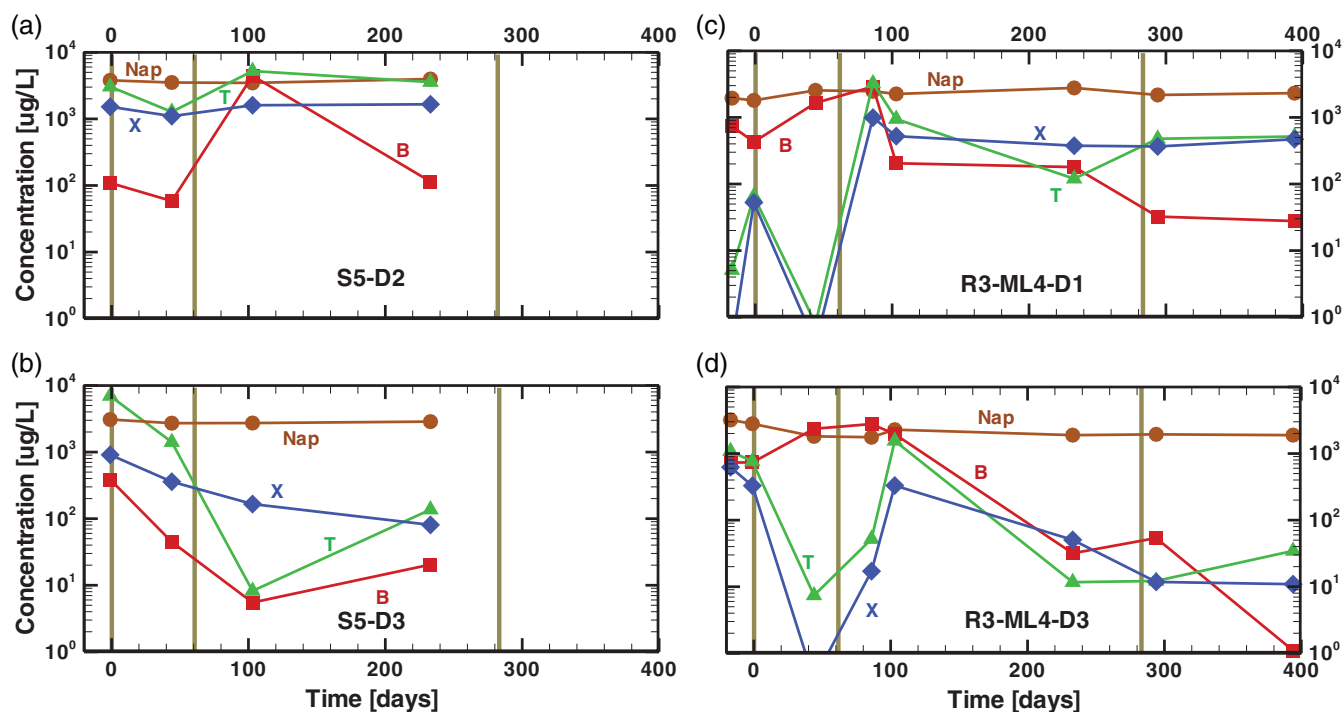 (a)
0 100 200 300 400
Concentration [ug/L]
10^4
10^3
10^2
10^1
10^0
Nap
T
X
B
S5-D2
(c)
0 100 200 300 400
10^4
10^3
10^2
10^1
10^0
Nap
B
X
T
R3-ML4-D1
(b)
Concentration [ug/L]
10^4
10^3
10^2
10^1
10^0
Nap
X
T
B
S5-D3
0 100 200 300 400
Time [days]
(d)
10^4
10^3
10^2
10^1
10^0
Nap
B
T
X
R3-ML4-D3
0 100 200 300 400
Time [days]